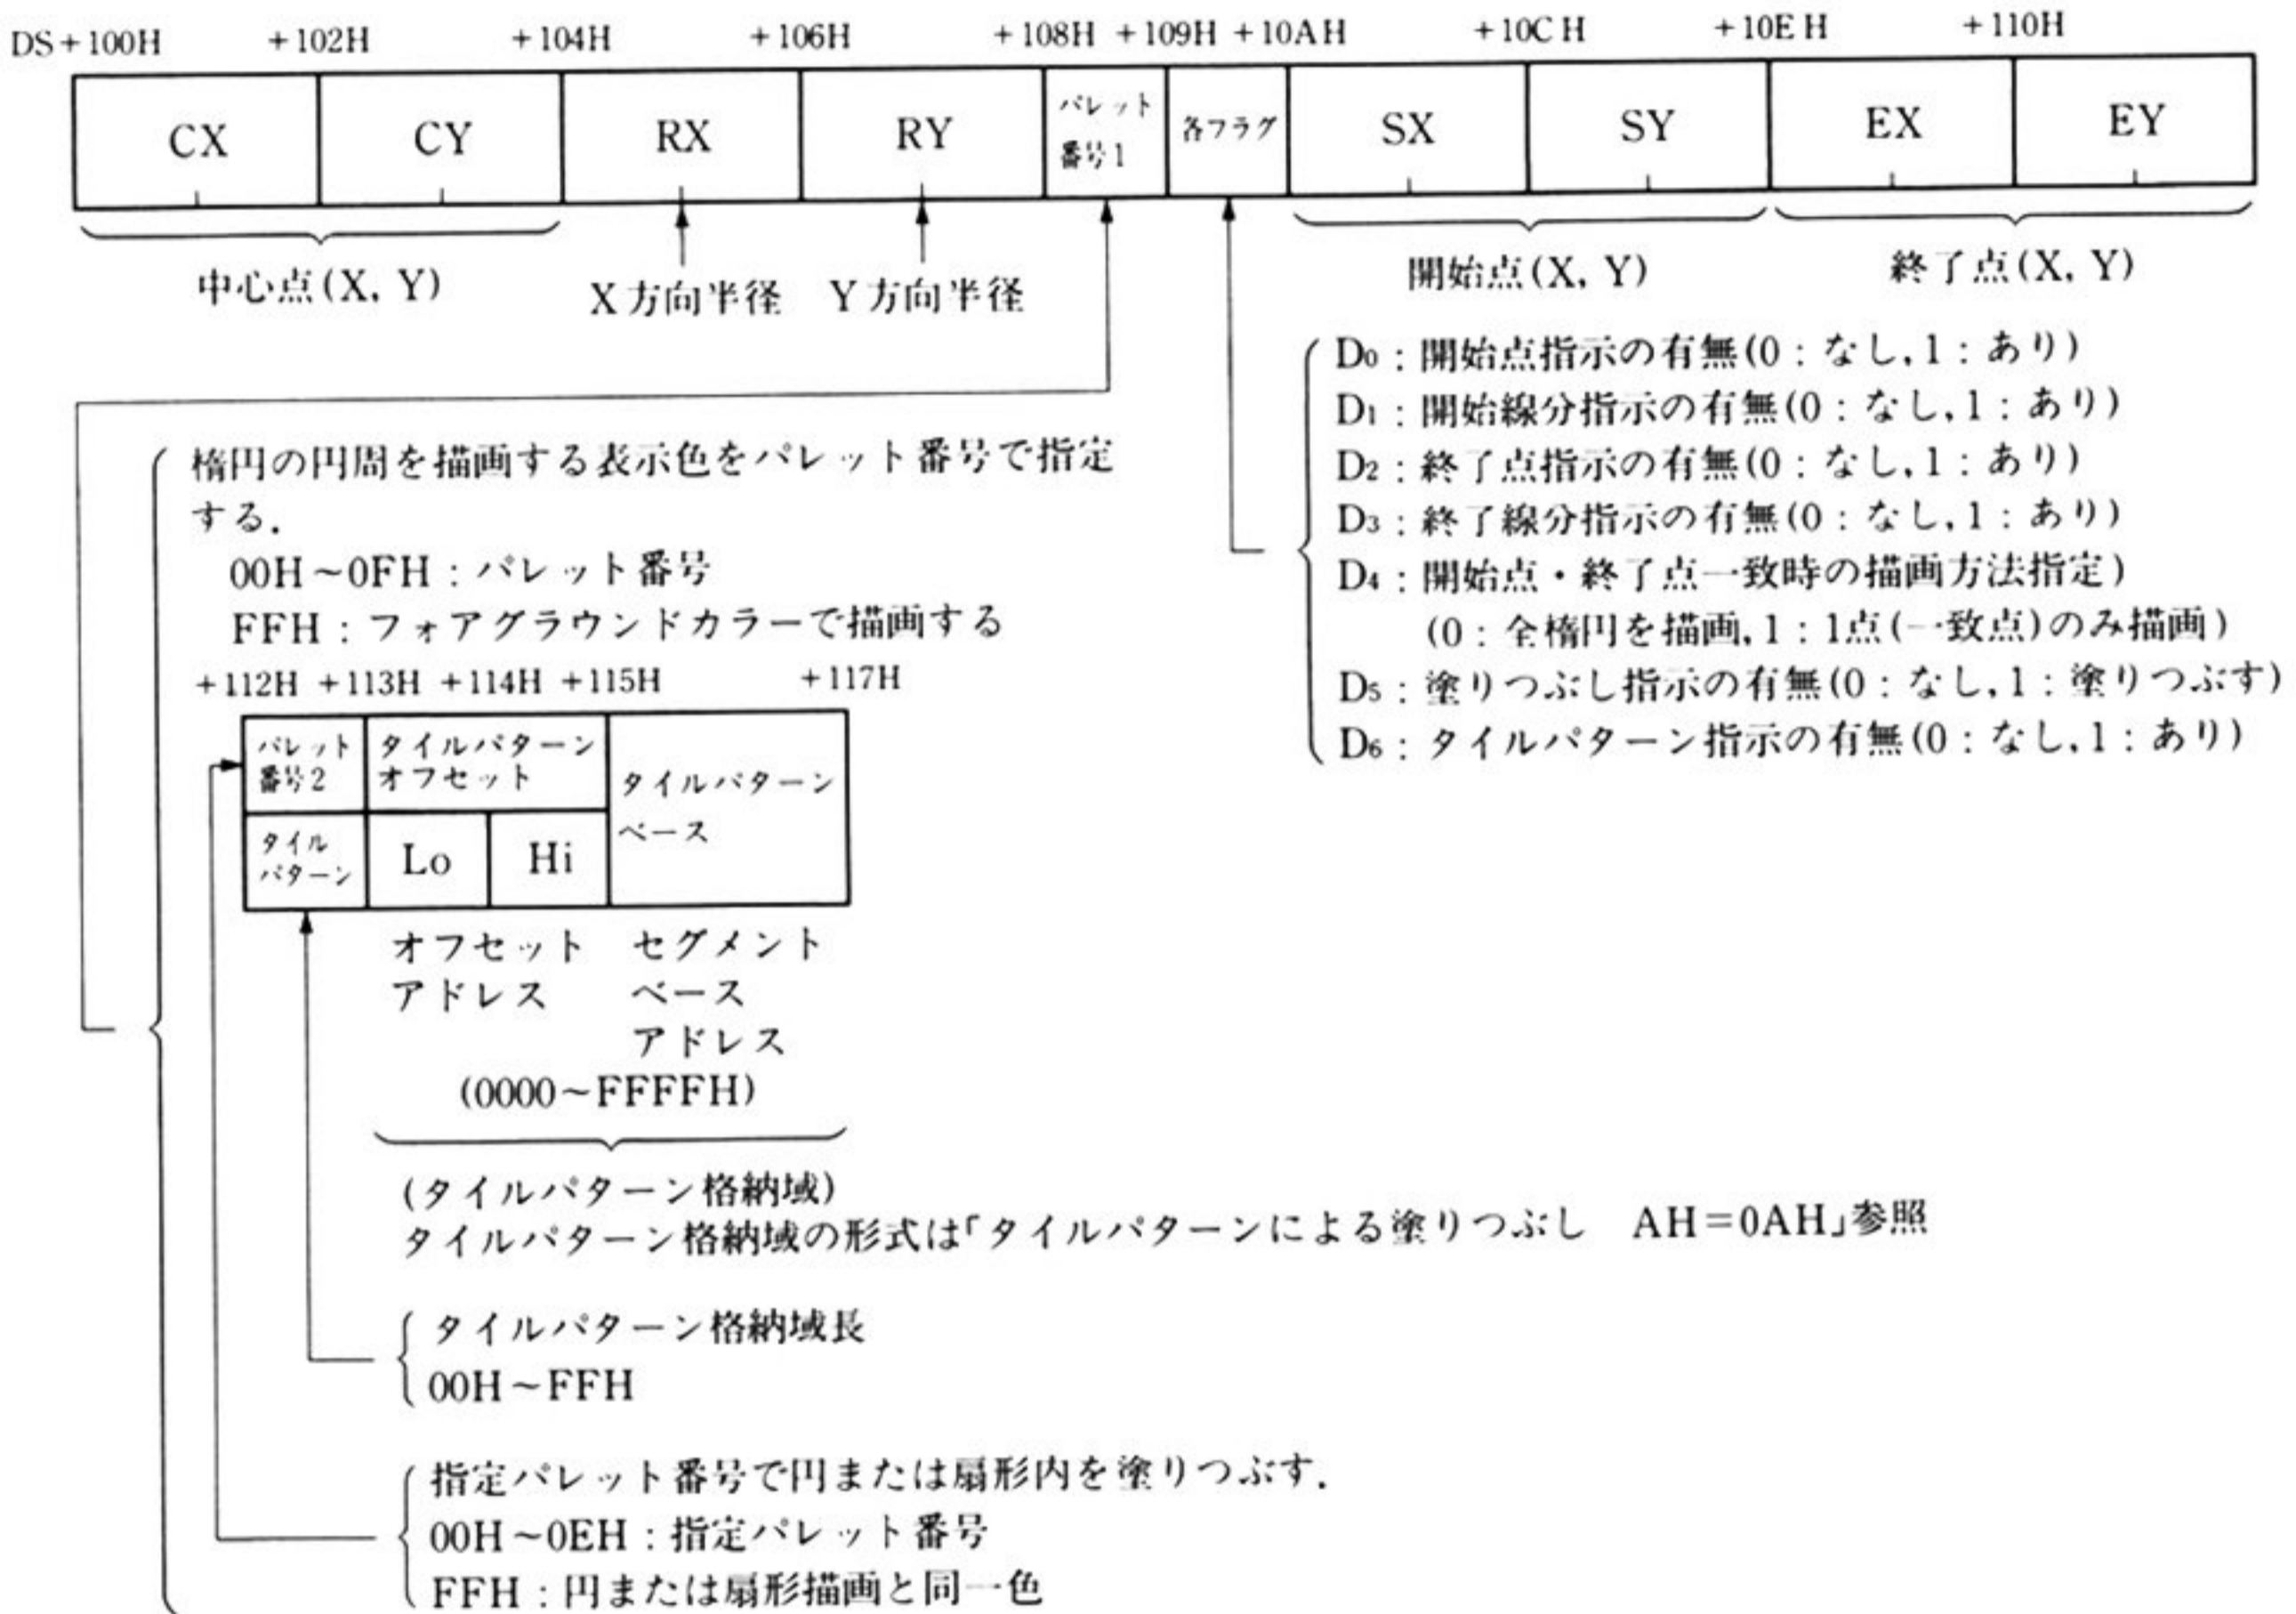 DS+100H +102H +104H +106H +108H +109H +10AH +10CH +10EH +110H
CX CY RX RY パレット番号1 各フラグ SX SY EX EY
中心点(X, Y) X方向半径 Y方向半径 開始点(X, Y) 終了点(X, Y)
D0：開始点指示の有無(0：なし, 1：あり)
D1：開始線分指示の有無(0：なし, 1：あり)
D2：終了点指示の有無(0：なし, 1：あり)
D3：終了線分指示の有無(0：なし, 1：あり)
D4：開始点・終了点一致時の描画方法指定)
(0：全楕円を描画, 1：1点(一致点)のみ描画)
D5：塗りつぶし指示の有無(0：なし, 1：塗りつぶす)
D6：タイルパターン指示の有無(0：なし, 1：あり)
楕円の円周を描画する表示色をパレット番号で指定
する.
00H～0FH：パレット番号
FFH：フォアグラウンドカラーで描画する
+112H +113H +114H +115H +117H
パレット
番号2
タイルパターン
オフセット
タイルパターン
ベース
タイル
パターン
Lo Hi
オフセット
アドレス
セグメント
ベース
アドレス
(0000～FFFFH)
(タイルパターン格納域)
タイルパターン格納域の形式は「タイルパターンによる塗りつぶし AH=0AH」参照
タイルパターン格納域長
00H～FFH
指定パレット番号で円または扇形内を塗りつぶす.
00H～0EH：指定パレット番号
FFH：円または扇形描画と同一色